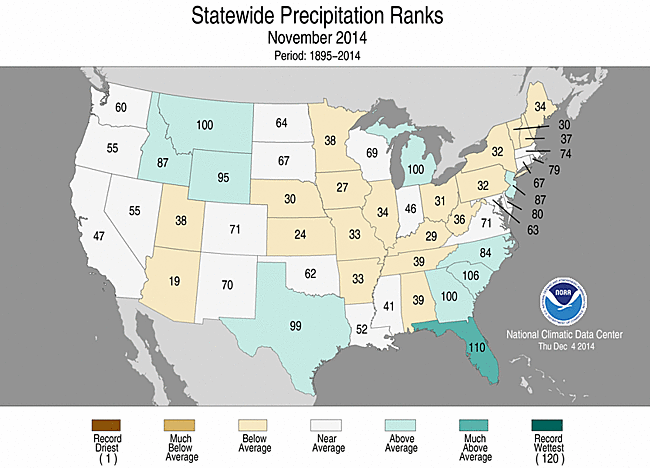 Statewide Precipitation Ranks
November 2014
Period: 1895–2014
60
100
64
38
69
100
34
30
37
74
79
67
87
80
63
55
87
95
67
27
32
32
47
55
38
71
30
24
33
34
46
31
36
71
29
84
39
106
19
70
62
33
41
39
100
99
52
110
NOAA
National Climatic Data Center
Thu Dec 4 2014
Record
Driest
(1)
Much
Below
Average
Below
Average
Near
Average
Above
Average
Much
Above
Average
Record
Wettest
(120)